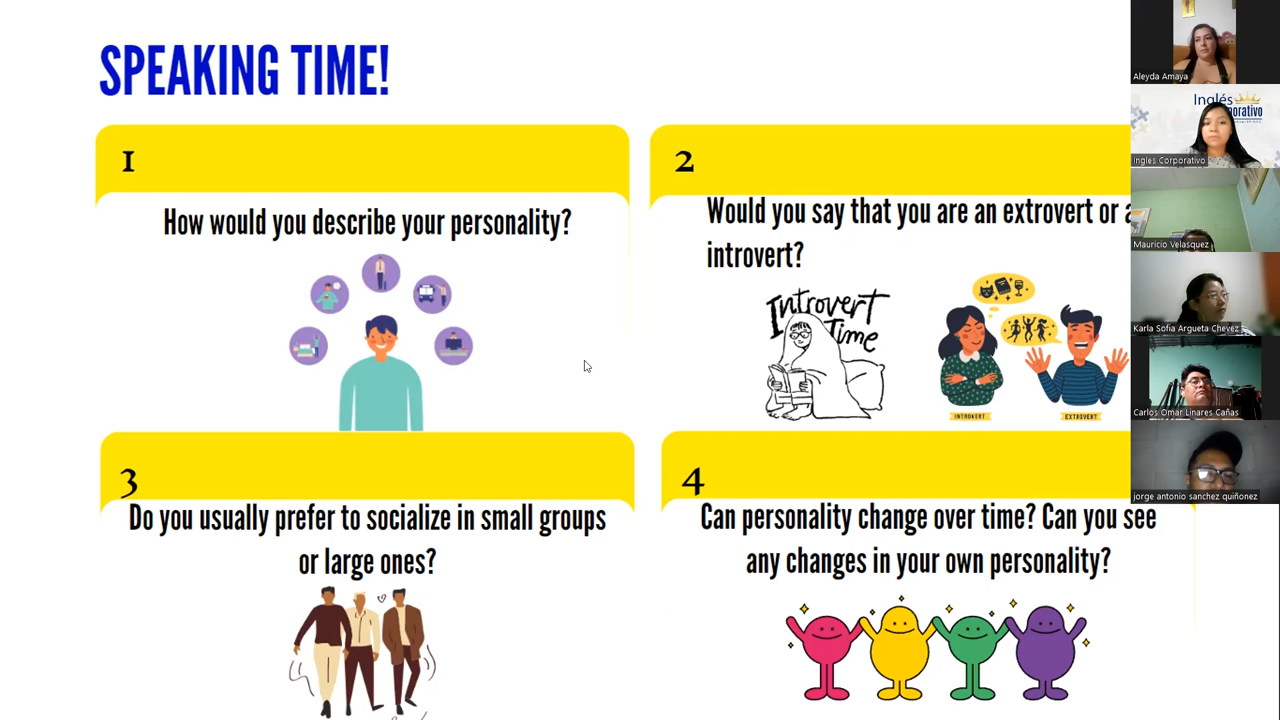 SPEAKING TIME!
1
How would you describe your personality?
2
Would you say that you are an extrovert or a
introvert?
Introvert
Time
INTROVERT
EXTROVERT
3
Do you usually prefer to socialize in small groups
or large ones?
4
Can personality change over time? Can you see
any changes in your own personality?
Aleyda Amaya
Inglés
orativo
Ingles Corporativo
Mauricio Velasquez
Karla Sofia Argueta Chevez
Carlos Omar Linares Cañas
jorge antonio sanchez quiñonez